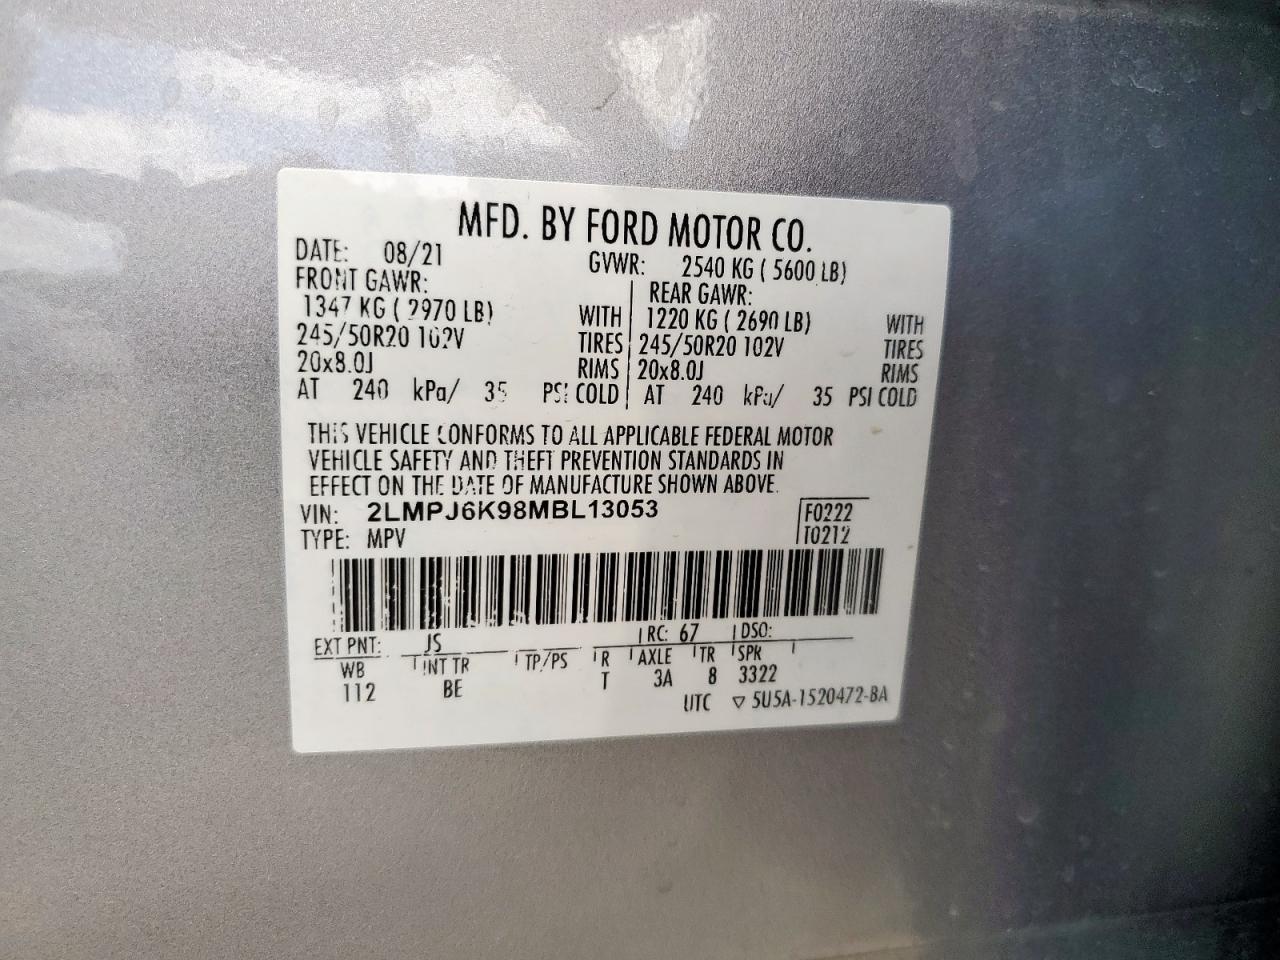 MFD. BY FORD MOTOR CO.
DATE: 08/21 GVWR: 2540 KG ( 5600 LB)
FRONT GAWR: REAR GAWR:
1347 KG ( 2970 LB) WITH 1220 KG ( 2690 LB) WITH
245/50R20 102V TIRES 245/50R20 102V TIRES
20x8.0J RIMS 20x8.0J RIMS
AT 240 kPa/ 35 PSI COLD AT 240 kPa/ 35 PSI COLD
THIS VEHICLE CONFORMS TO ALL APPLICABLE FEDERAL MOTOR
VEHICLE SAFETY AND THEFT PREVENTION STANDARDS IN
EFFECT ON THE DATE OF MANUFACTURE SHOWN ABOVE.
VIN: 2LMPJ6K98MBL13053 F0222
TYPE: MPV T0212
EXT PNT: JS RC: 67 DSO:
WB INT TR TP/PS R AXLE TR SPR
112 BE T 3A 8 3322
UTC ▽ 5U5A-1520472-BA